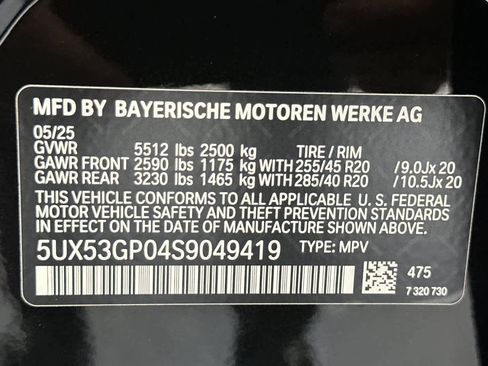 MFD BY BAYERISCHE MOTOREN WERKE AG
05/25
GVWR 5512 lbs 2500 kg TIRE / RIM
GAWR FRONT 2590 lbs 1175 kg WITH 255/45 R20 / 9.0Jx 20
GAWR REAR 3230 lbs 1465 kg WITH 285/40 R20 / 10.5Jx 20
THIS VEHICLE CONFORMS TO ALL APPLICABLE U. S. FEDERAL
MOTOR VEHICLE SAFETY AND THEFT PREVENTION STANDARDS
IN EFFECT ON THE DATE OF MANUFACTURE SHOWN ABOVE.
5UX53GP04S9049419 TYPE: MPV
475
7 320 730